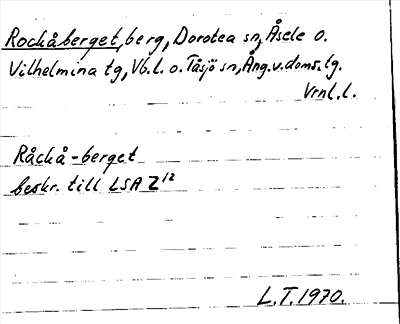 Rockåberget, berg, Dorotea sn, Åsele o.
Vilhelmina tg, Vb.l. o. Tåsjö sn, Ång.v.doms.tg.
Vrnl.l.
Råckå-berget
beskr. till LSA Z¹²
L.T. 1970.